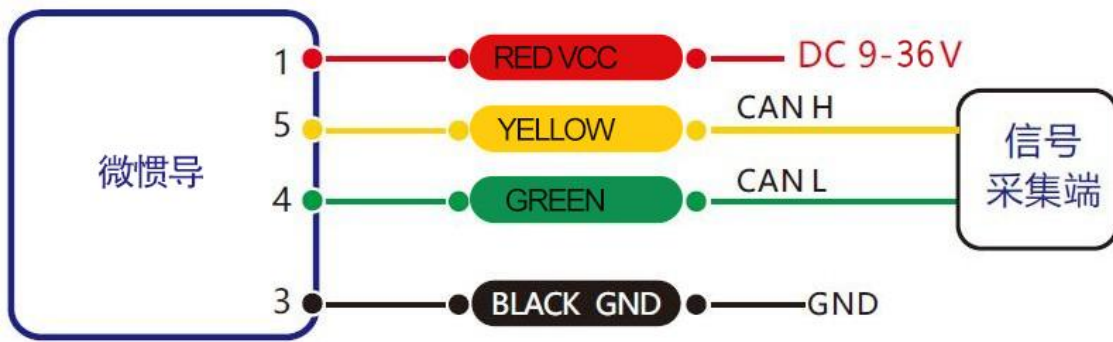 1 RED VCC DC 9-36V
5 YELLOW CAN H
4 GREEN CAN L
3 BLACK GND GND
微惯导
信号
采集端